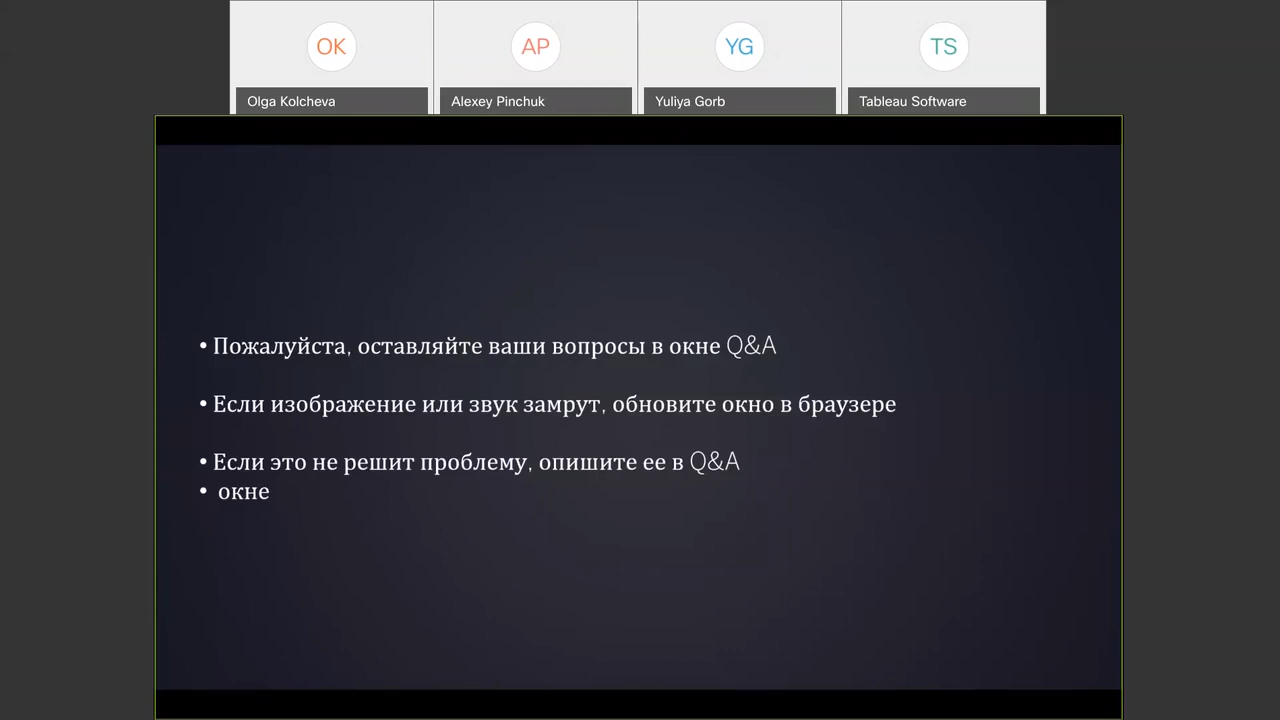 OK
AP
YG
TS
Olga Kolcheva
Alexey Pinchuk
Yuliya Gorb
Tableau Software
• Пожалуйста, оставляйте ваши вопросы в окне Q&A
• Если изображение или звук замрут, обновите окно в браузере
• Если это не решит проблему, опишите ее в Q&A
• окне